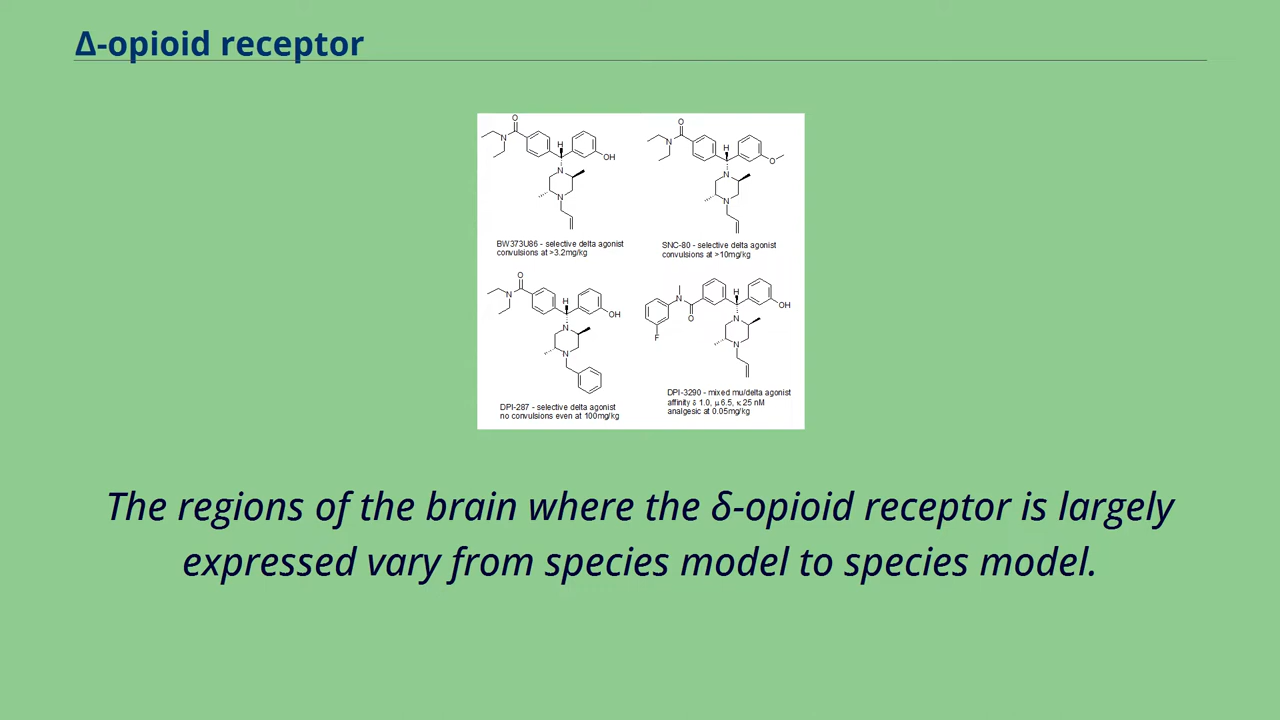 Δ-opioid receptor
O
N
H
OH
N
N
BW373U86 - selective delta agonist
convulsions at >3.2mg/kg
O
N
H
O
N
N
SNC-80 - selective delta agonist
convulsions at >10mg/kg
O
N
H
OH
N
N
DPI-287 - selective delta agonist
no convulsions even at 100mg/kg
N
O
F
H
OH
N
N
DPI-3290 - mixed mu/delta agonist
affinity δ 1.0, μ 6.5, κ 25 nM
analgesic at 0.05mg/kg
The regions of the brain where the δ-opioid receptor is largely
expressed vary from species model to species model.